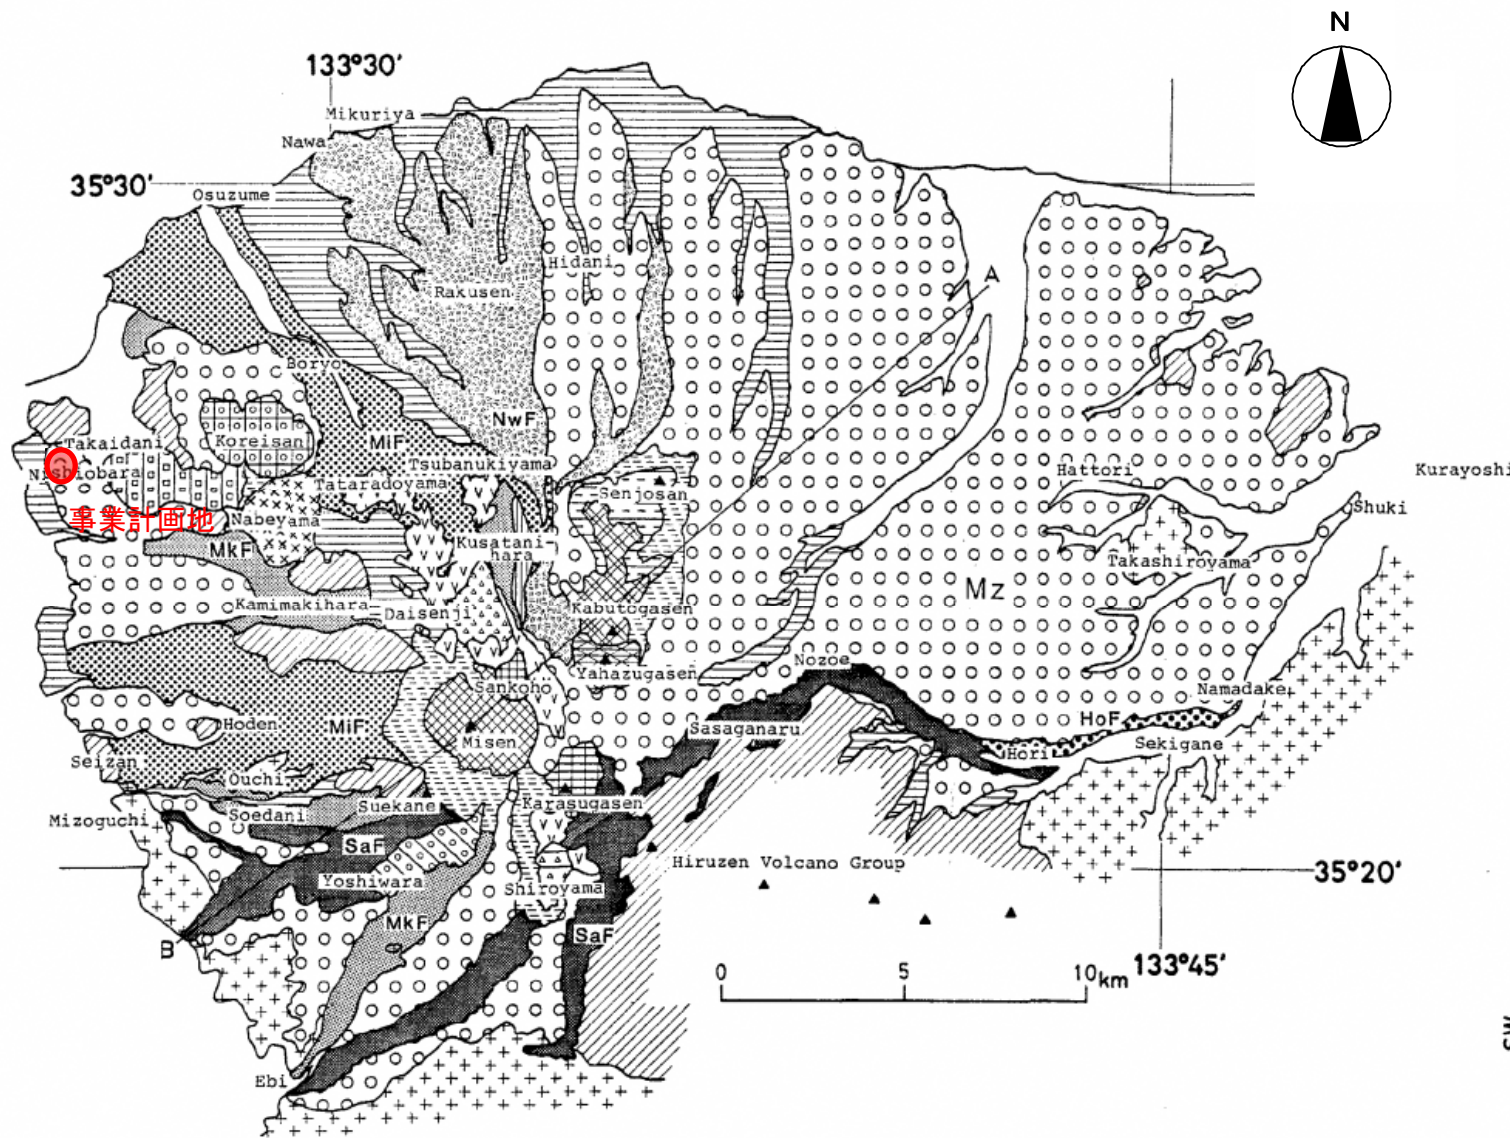 N
133°30′
Mikuriya
Nawa
35°30′
Osuzume
Hidani
A
Rakusen
Boryo
NwF
Takaidani
Koreisan
MiF
Tsubanukiyama
Hattori
Kurayoshi
Nishiobara
Tataradoyama
Senjosan
Shuki
事業計画地
Nabeyama
MkF
Kusatani-
hara
Takashiroyama
Mz
Kamimakihara
Daisenji
Kabutogasen
Nozoe
Yahazugasen
Sankoho
Namadake
Hoden
MiF
Misen
Sasaganaru
HoF
Hori
Sekigane
Seizan
Ouchi
Suekane
Karasugasen
Mizoguchi
Soedani
SaF
Hiruzen Volcano Group
35°20′
Yoshiwara
Shiroyama
MkF
SaF
B
133°45′
0 5 10km
Ebi